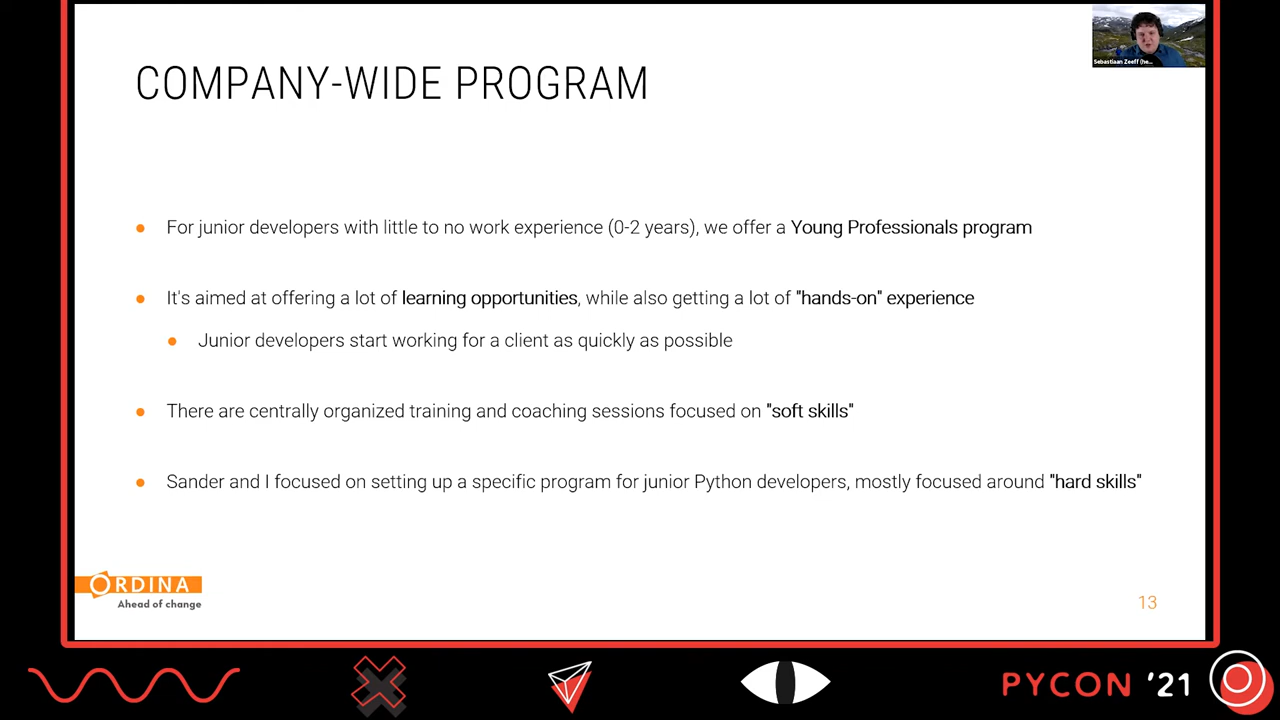 COMPANY-WIDE PROGRAM
Sebastiaan Zeeff (he...
For junior developers with little to no work experience (0-2 years), we offer a Young Professionals program
It's aimed at offering a lot of learning opportunities, while also getting a lot of "hands-on" experience
Junior developers start working for a client as quickly as possible
There are centrally organized training and coaching sessions focused on "soft skills"
Sander and I focused on setting up a specific program for junior Python developers, mostly focused around "hard skills"
ORDINA
Ahead of change
13
PYCON '21